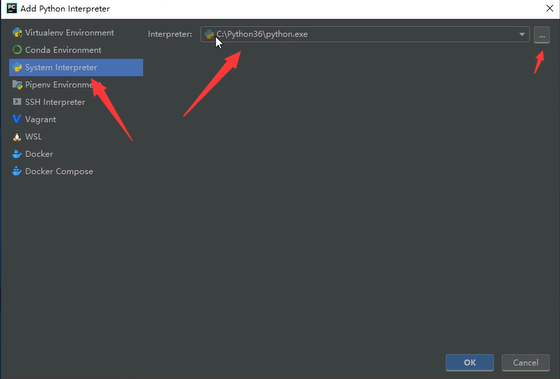 PC Add Python Interpreter
Virtualenv Environment
Conda Environment
System Interpreter
Pipenv Environment
SSH Interpreter
Vagrant
WSL
Docker
Docker Compose
Interpreter: C:\Python36\python.exe ...
OK Cancel